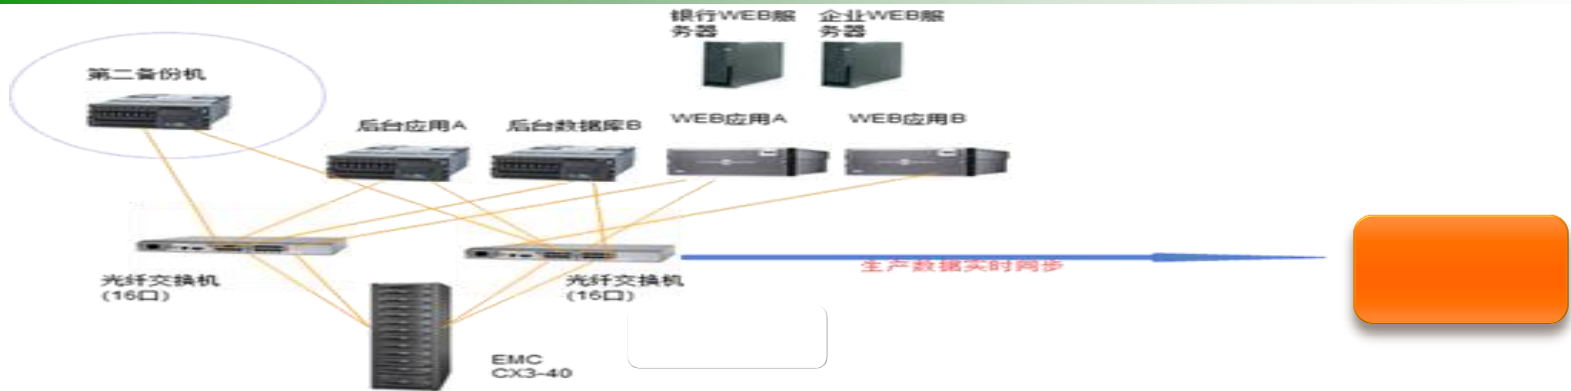 银行WEB服
务器
企业WEB服
务器
第二备份机
后台应用A
后台数据库B
WEB应用A
WEB应用B
生产数据实时同步
光纤交换机
(16口)
光纤交换机
(16口)
EMC
CX3-40